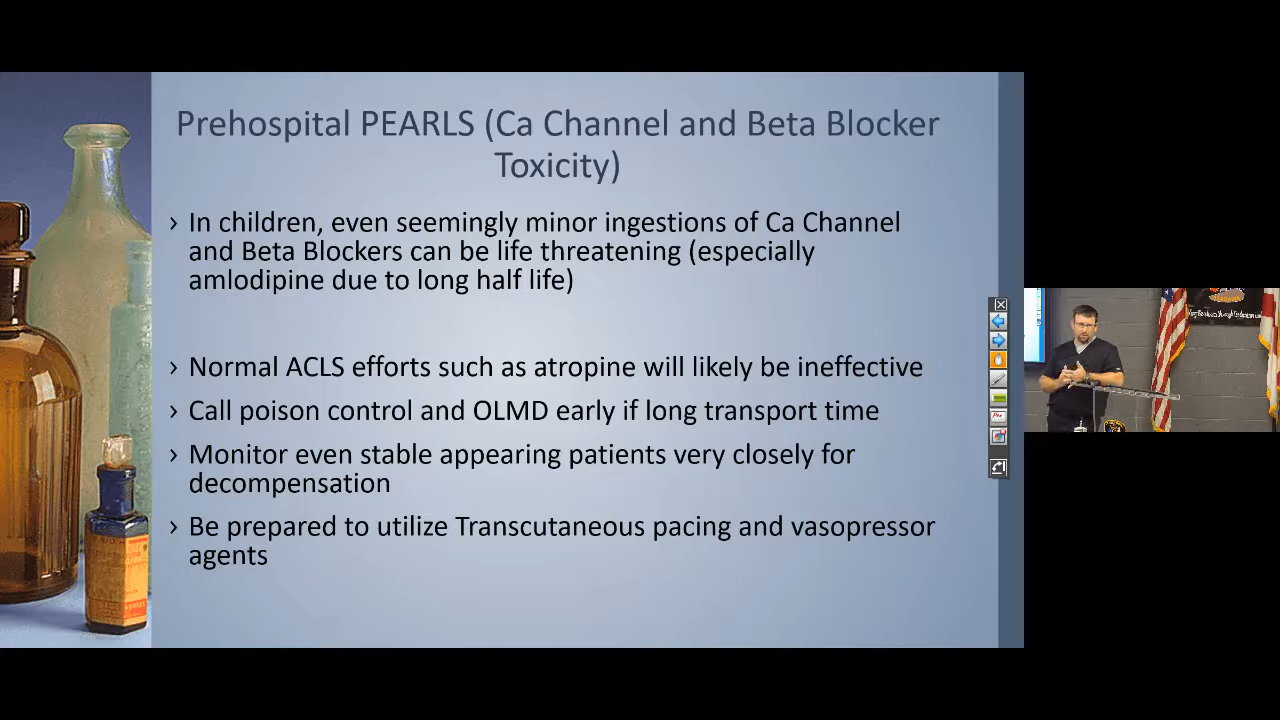 Prehospital PEARLS (Ca Channel and Beta Blocker
Toxicity)
› In children, even seemingly minor ingestions of Ca Channel
and Beta Blockers can be life threatening (especially
amlodipine due to long half life)
› Normal ACLS efforts such as atropine will likely be ineffective
› Call poison control and OLMD early if long transport time
› Monitor even stable appearing patients very closely for
decompensation
› Be prepared to utilize Transcutaneous pacing and vasopressor
agents